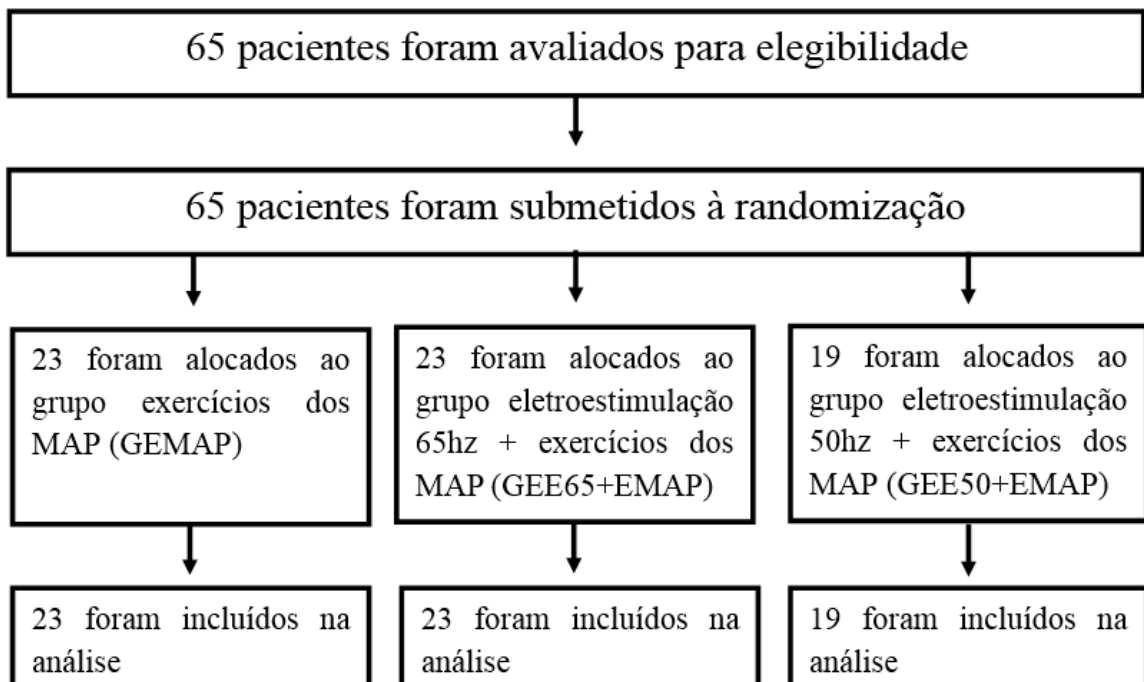 65 pacientes foram avaliados para elegibilidade
65 pacientes foram submetidos à randomização
23 foram alocados ao
grupo exercícios dos
MAP (GEMAP)
23 foram alocados ao
grupo eletroestimulação
65hz + exercícios dos
MAP (GEE65+EMAP)
19 foram alocados ao
grupo eletroestimulação
50hz + exercícios dos
MAP (GEE50+EMAP)
23 foram incluídos na
análise
23 foram incluídos na
análise
19 foram incluídos na
análise